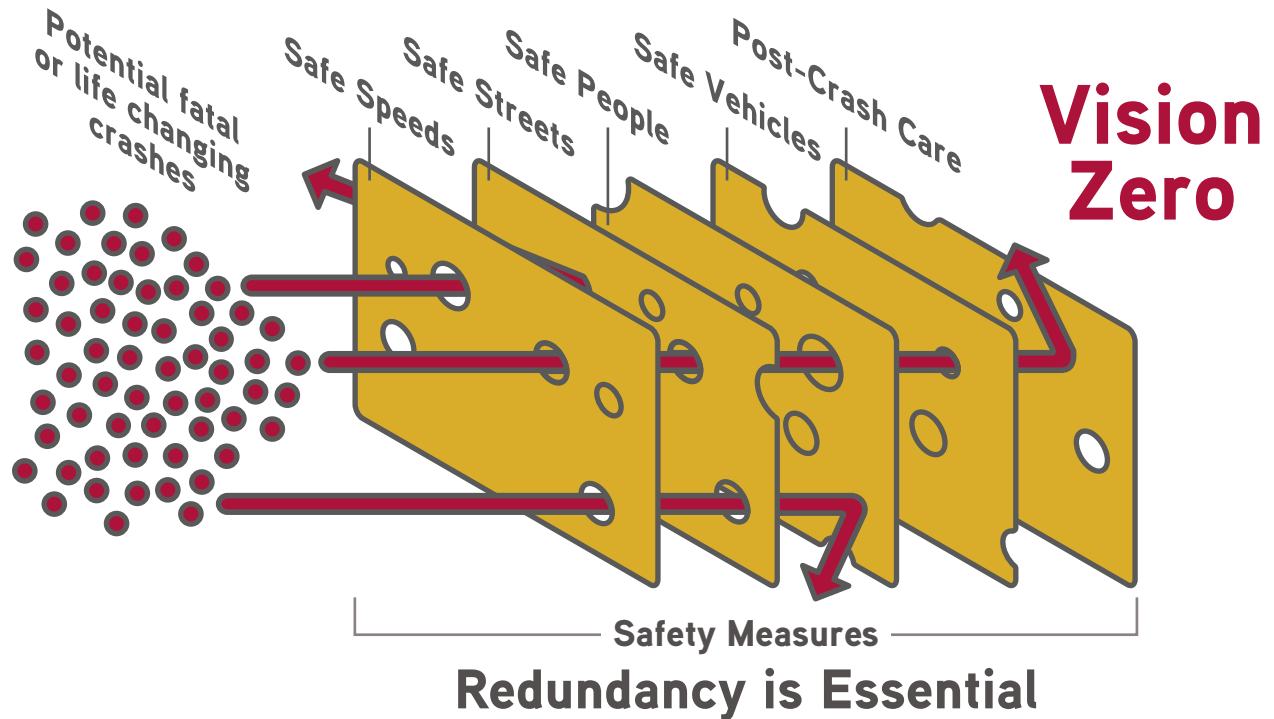 Potential fatal
or life changing
crashes
Safe Speeds
Safe Streets
Safe People
Safe Vehicles
Post-Crash Care
Vision
Zero
Safety Measures
Redundancy is Essential